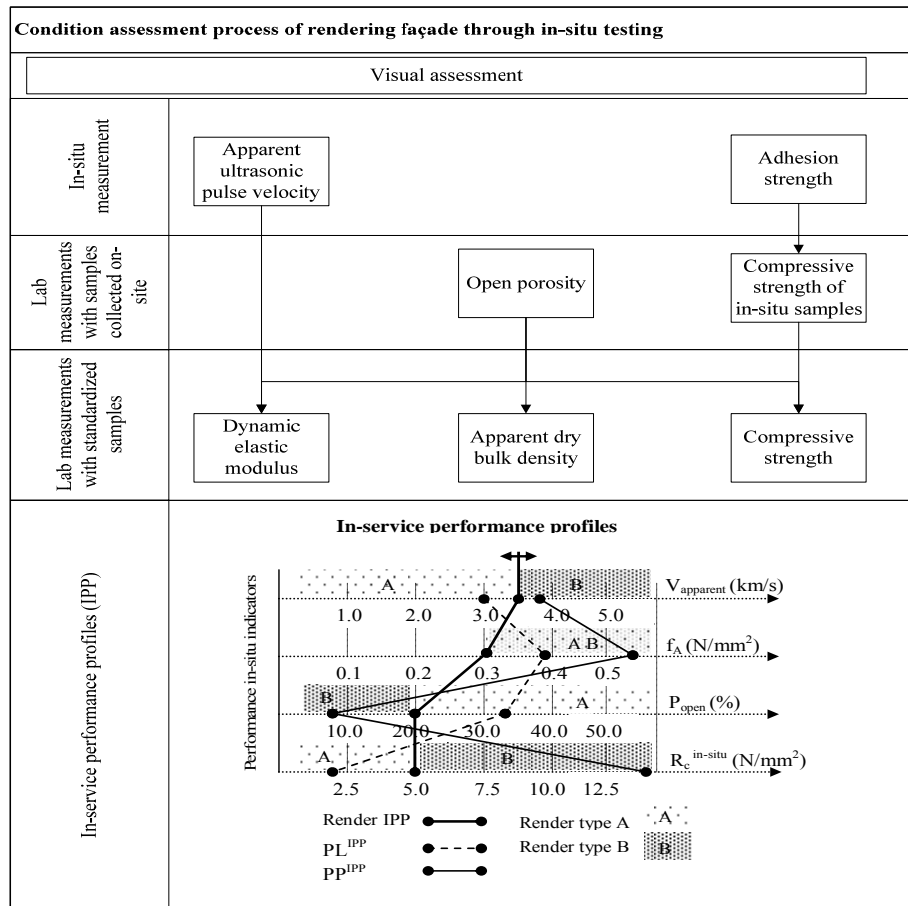 Condition assessment process of rendering façade through in-situ testing
Visual assessment
In-situ
measurement
Apparent
ultrasonic
pulse velocity
Adhesion
strength
Lab
measurements
with samples
collected on-
site
Open porosity
Compressive
strength of
in-situ samples
Lab measurements
with standardized
samples
Dynamic
elastic
modulus
Apparent dry
bulk density
Compressive
strength
In-service performance profiles (IPP)
In-service performance profiles
Performance in-situ indicators
A B V apparent (km/s)
1.0 2.0 3.0 4.0 5.0
A B f A (N/mm²)
0.1 0.2 0.3 0.4 0.5
B A P open (%)
10.0 20.0 30.0 40.0 50.0
A B R c in-situ (N/mm²)
2.5 5.0 7.5 10.0 12.5
Render IPP Render type A A
PL IPP Render type B B
PP IPP